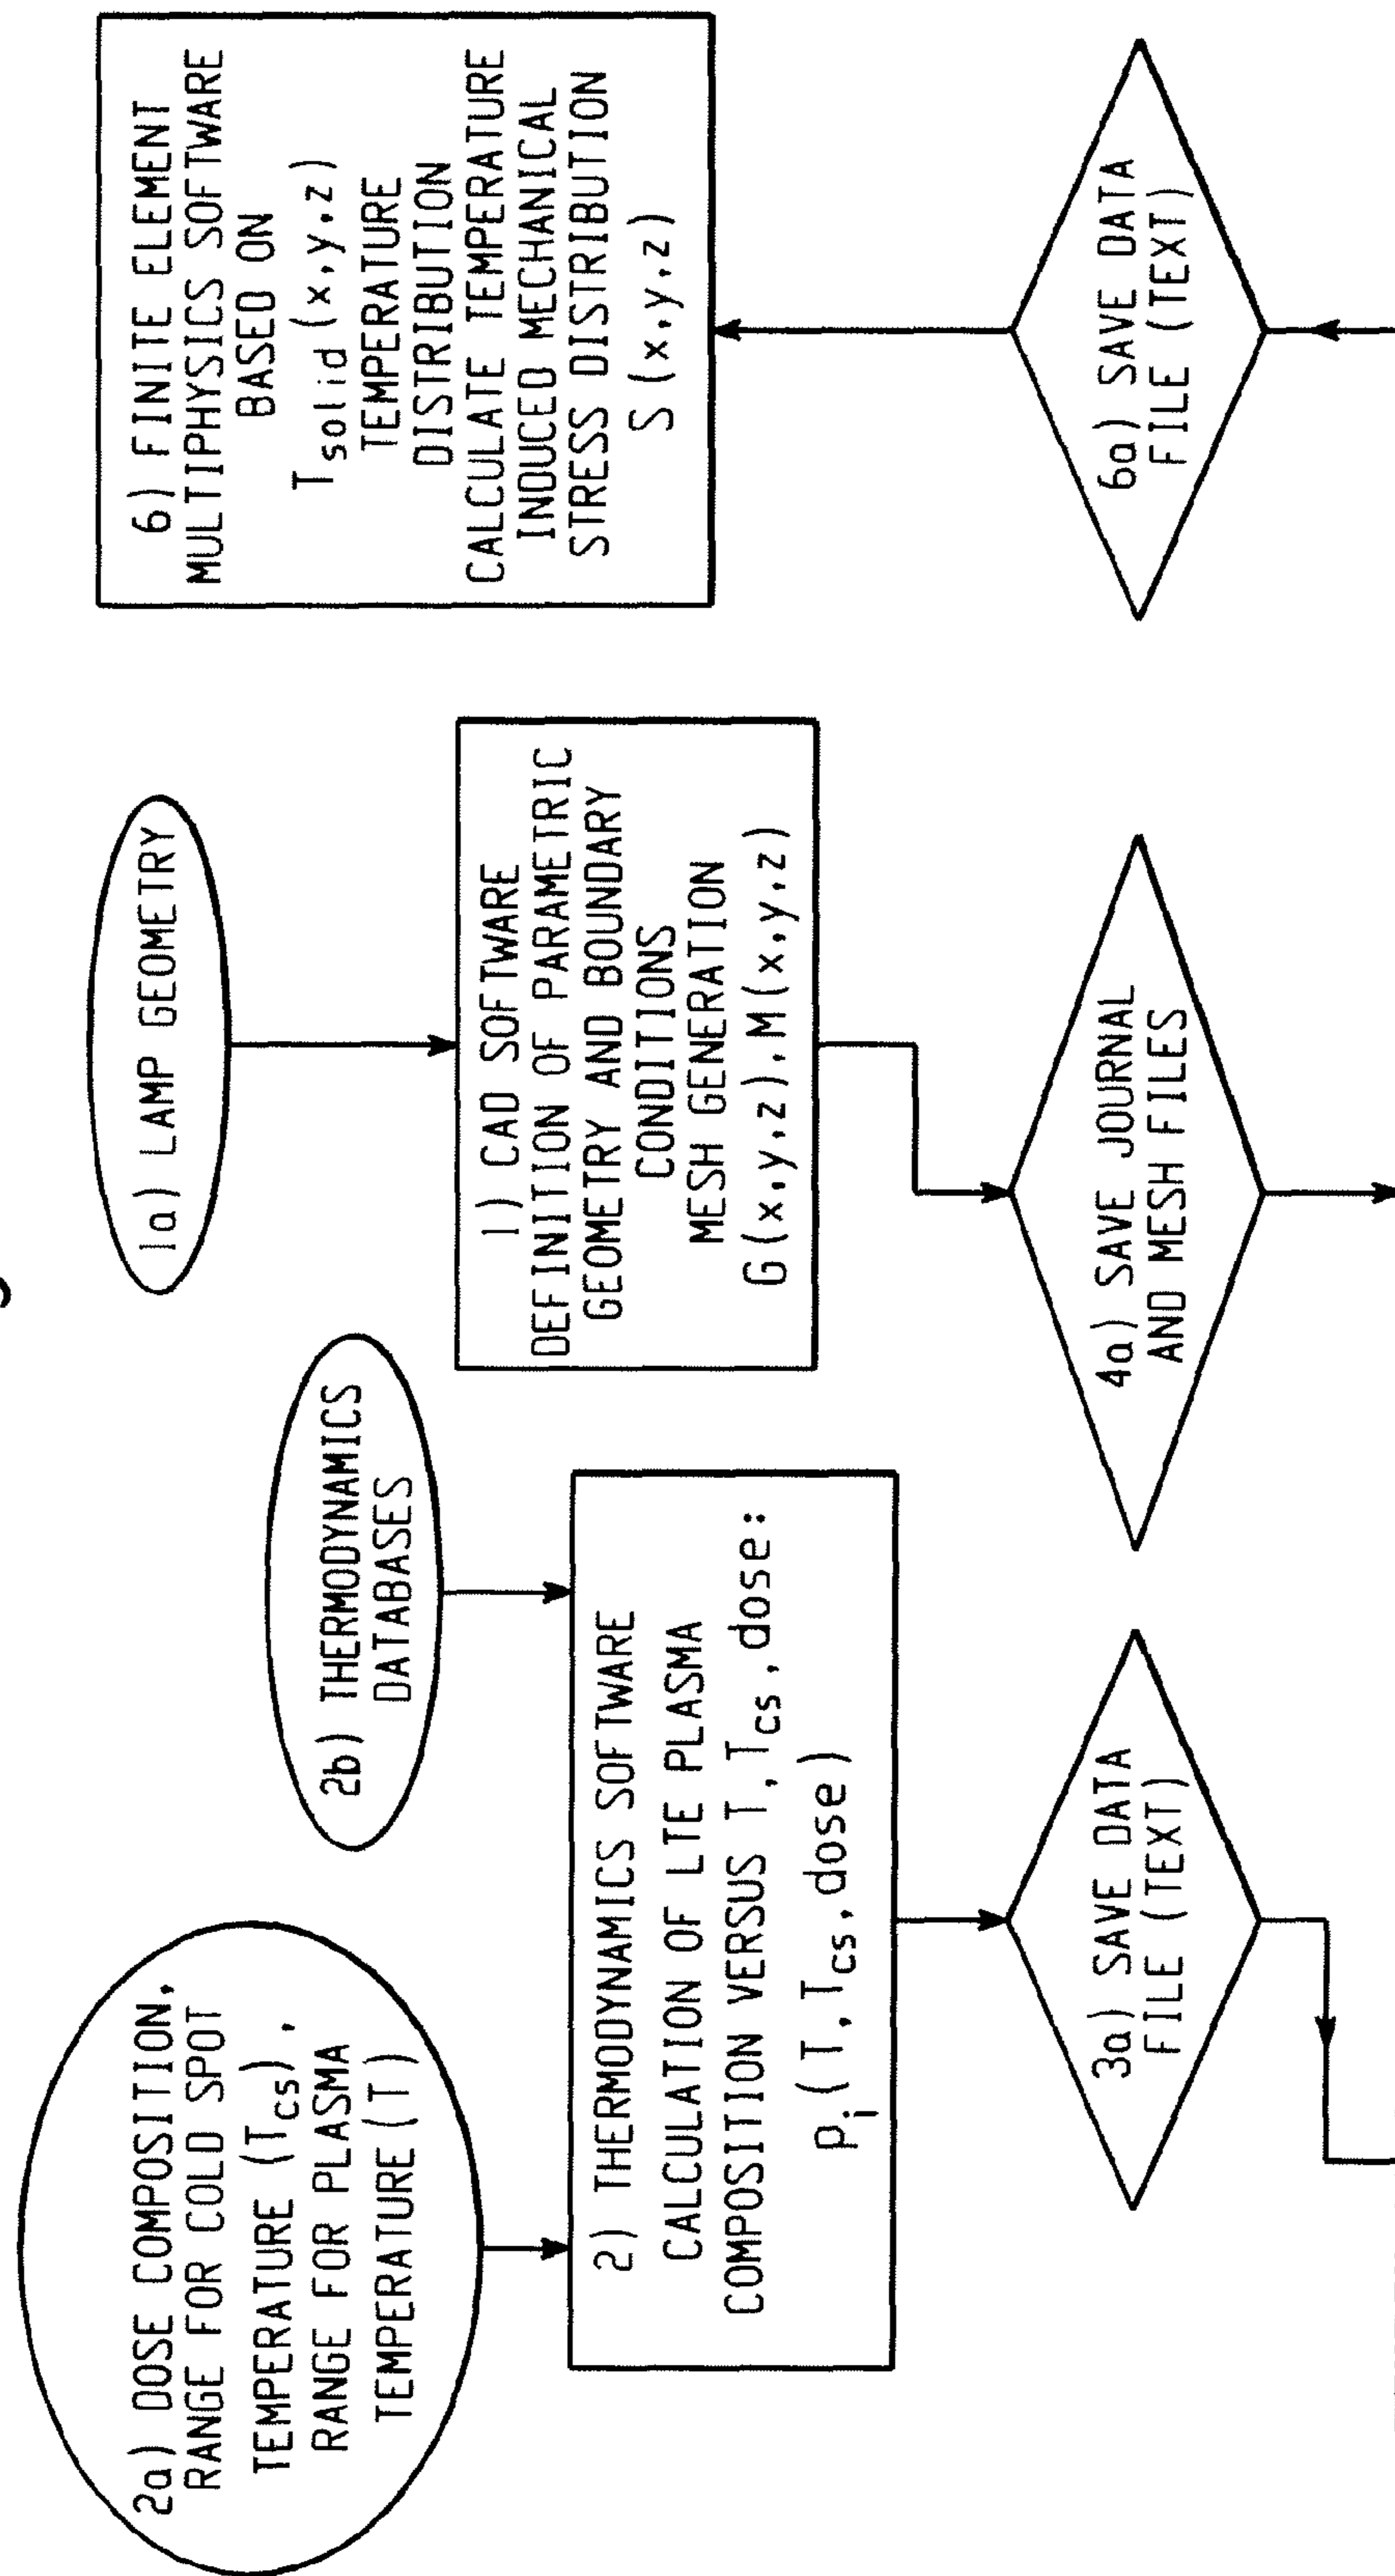 2a) DOSE COMPOSITION,
RANGE FOR COLD SPOT
TEMPERATURE (Tcs),
RANGE FOR PLASMA
TEMPERATURE (T)
2b) THERMODYNAMICS
DATABASES
1a) LAMP GEOMETRY
6) FINITE ELEMENT
MULTIPHYSICS SOFTWARE
BASED ON
Tsolid (x,y,z)
TEMPERATURE
DISTRIBUTION
CALCULATE TEMPERATURE
INDUCED MECHANICAL
STRESS DISTRIBUTION
S (x,y,z)
2) THERMODYNAMICS SOFTWARE
CALCULATION OF LTE PLASMA
COMPOSITION VERSUS T,Tcs,dose:
Pi(T,Tcs,dose)
1) CAD SOFTWARE
DEFINITION OF PARAMETRIC
GEOMETRY AND BOUNDARY
CONDITIONS
MESH GENERATION
G(x,y,z),M(x,y,z)
3a) SAVE DATA
FILE (TEXT)
4a) SAVE JOURNAL
AND MESH FILES
6a) SAVE DATA
FILE (TEXT)